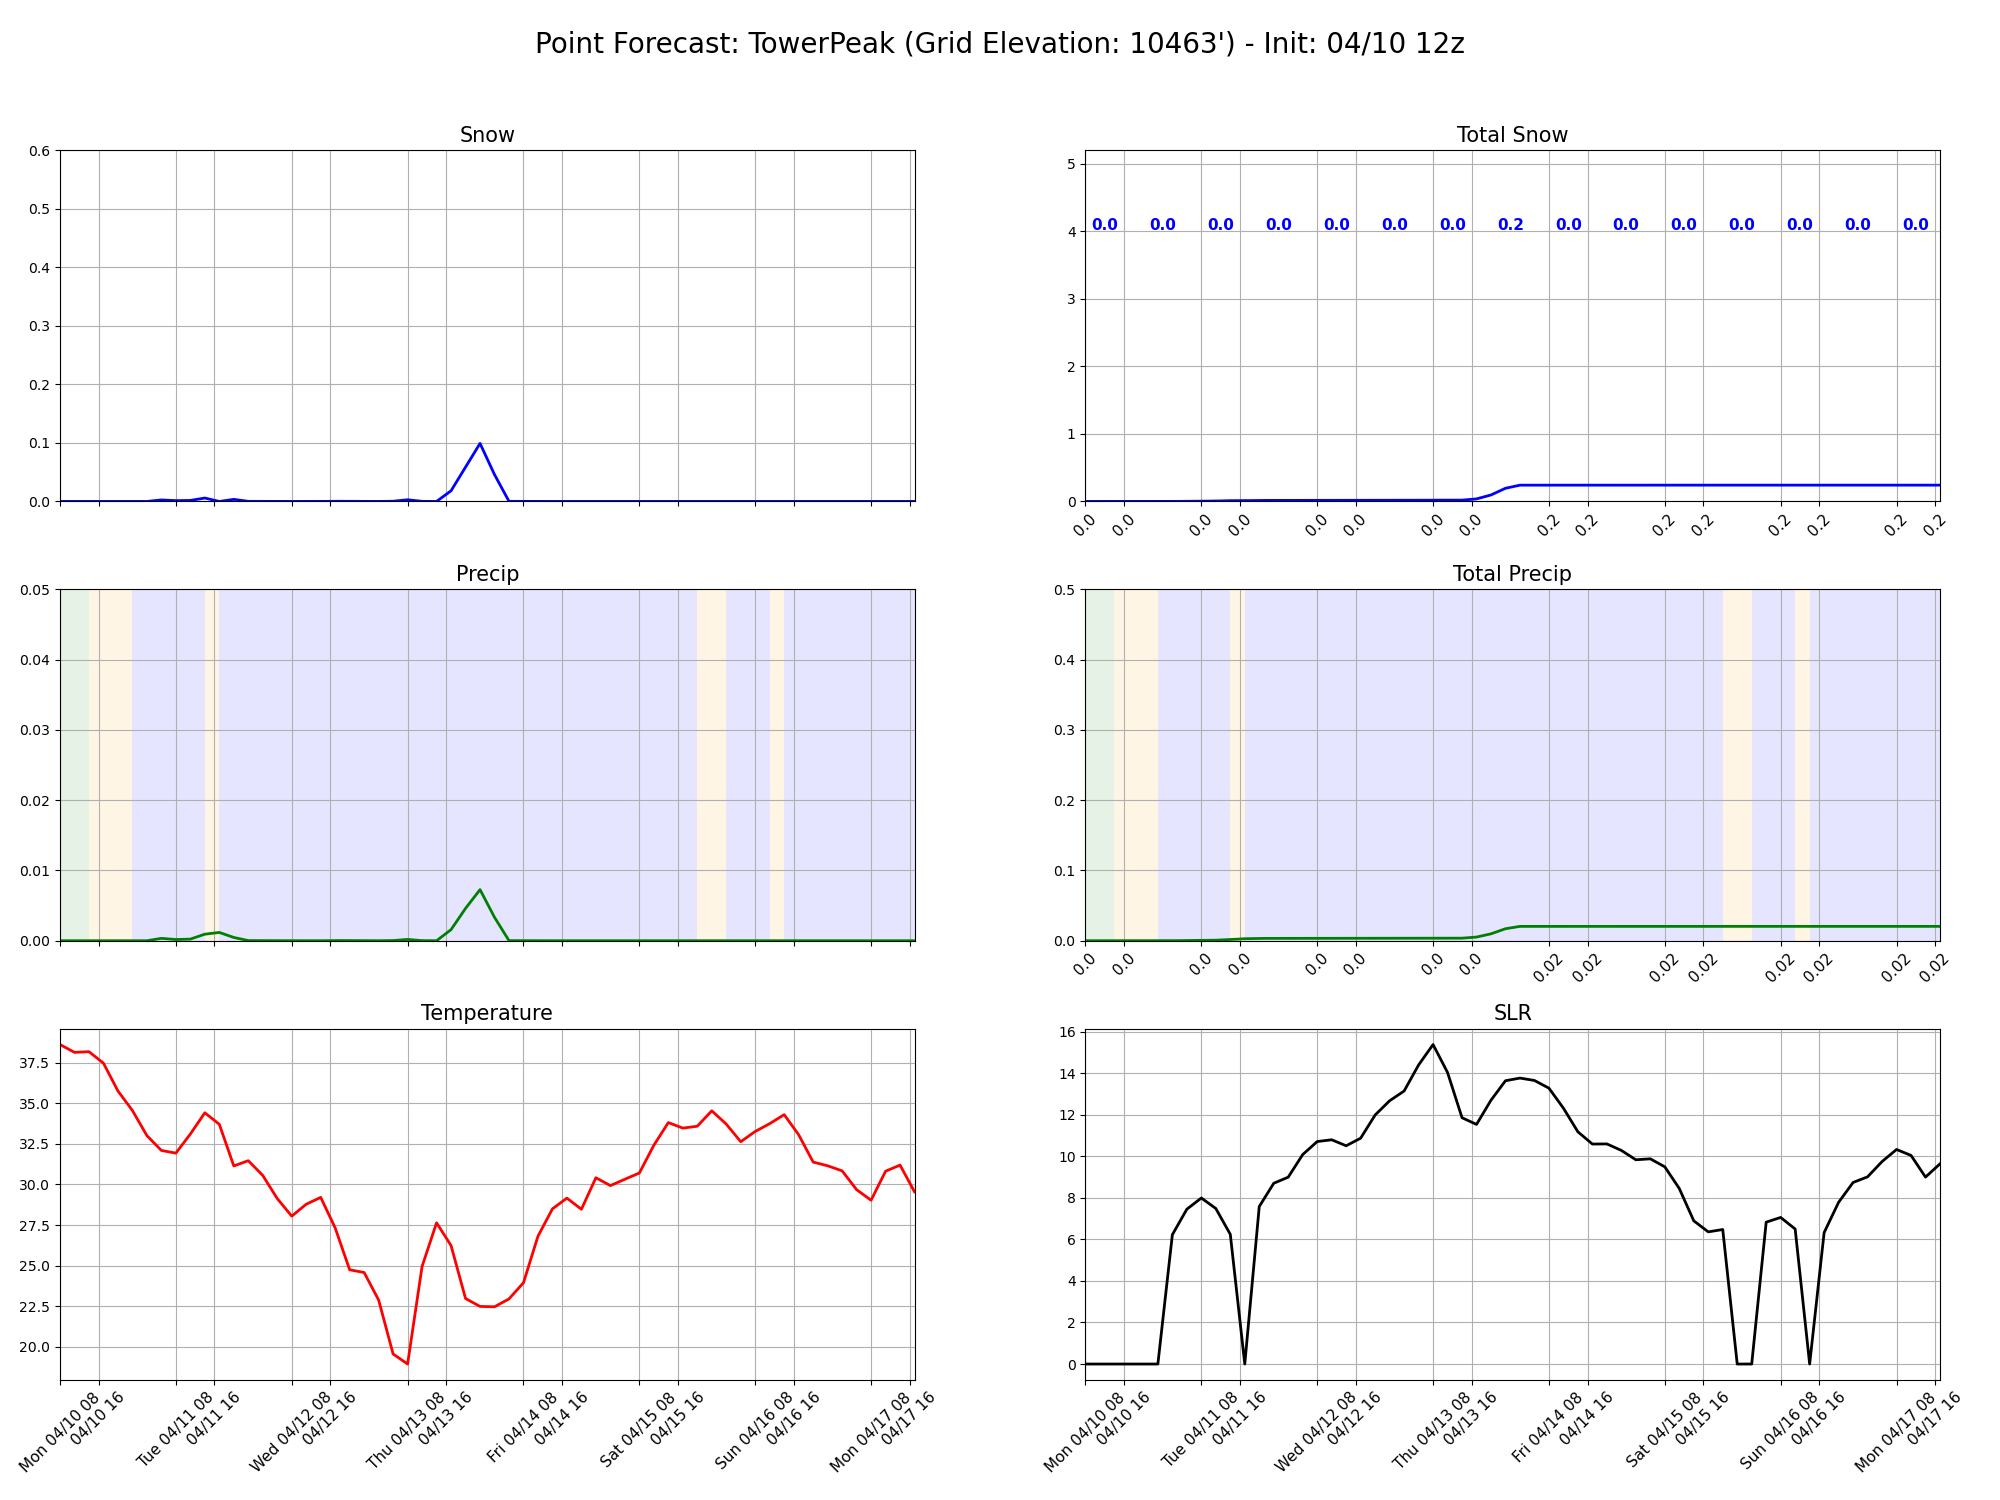 Point Forecast: TowerPeak (Grid Elevation: 10463') - Init: 04/10 12z
Snow
0.6
0.5
0.4
0.3
0.2
0.1
0.0
Total Snow
5
4
3
2
1
0
0.0 0.0 0.0 0.0 0.0 0.0 0.0 0.2 0.0 0.0 0.0 0.0 0.0 0.0 0.0
0.0 0.0 0.0 0.0 0.0 0.0 0.0 0.0 0.2 0.2 0.2 0.2 0.2 0.2 0.2 0.2
Precip
0.05
0.04
0.03
0.02
0.01
0.00
Total Precip
0.5
0.4
0.3
0.2
0.1
0.0
0.0 0.0 0.0 0.0 0.0 0.0 0.0 0.0 0.02 0.02 0.02 0.02 0.02 0.02 0.02 0.02
Temperature
37.5
35.0
32.5
30.0
27.5
25.0
22.5
20.0
Mon 04/10 08
04/10 16
Tue 04/11 08
04/11 16
Wed 04/12 08
04/12 16
Thu 04/13 08
04/13 16
Fri 04/14 08
04/14 16
Sat 04/15 08
04/15 16
Sun 04/16 08
04/16 16
Mon 04/17 08
04/17 16
SLR
16
14
12
10
8
6
4
2
0
Mon 04/10 08
04/10 16
Tue 04/11 08
04/11 16
Wed 04/12 08
04/12 16
Thu 04/13 08
04/13 16
Fri 04/14 08
04/14 16
Sat 04/15 08
04/15 16
Sun 04/16 08
04/16 16
Mon 04/17 08
04/17 16